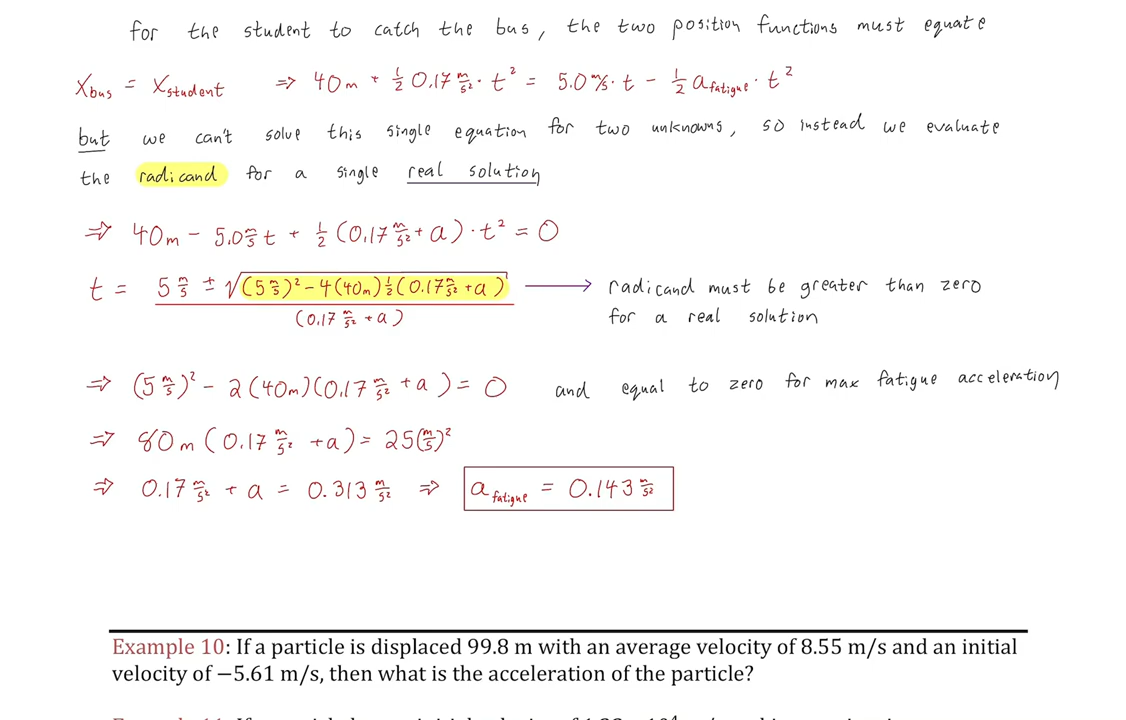 for the student to catch the bus, the two position functions must equate
x_bus = x_student ⇒ 40m + 1/2 0.17 m/s² · t² = 5.0 m/s · t − 1/2 a_fatigue · t²
but we can't solve this single equation for two unknowns, so instead we evaluate
the radicand for a single real solution
⇒ 40m − 5.0 m/s t + 1/2 (0.17 m/s² + a) · t² = 0
t = (5 m/s ± √((5 m/s)² − 4(40m) 1/2 (0.17 m/s² + a))) / (0.17 m/s² + a) → radicand must be greater than zero
for a real solution
⇒ (5 m/s)² − 2(40m)(0.17 m/s² + a) = 0 and equal to zero for max fatigue acceleration
⇒ 80m (0.17 m/s² + a) = 25(m/s)²
⇒ 0.17 m/s² + a = 0.313 m/s² ⇒ a_fatigue = 0.143 m/s²
Example 10: If a particle is displaced 99.8 m with an average velocity of 8.55 m/s and an initial
velocity of −5.61 m/s, then what is the acceleration of the particle?